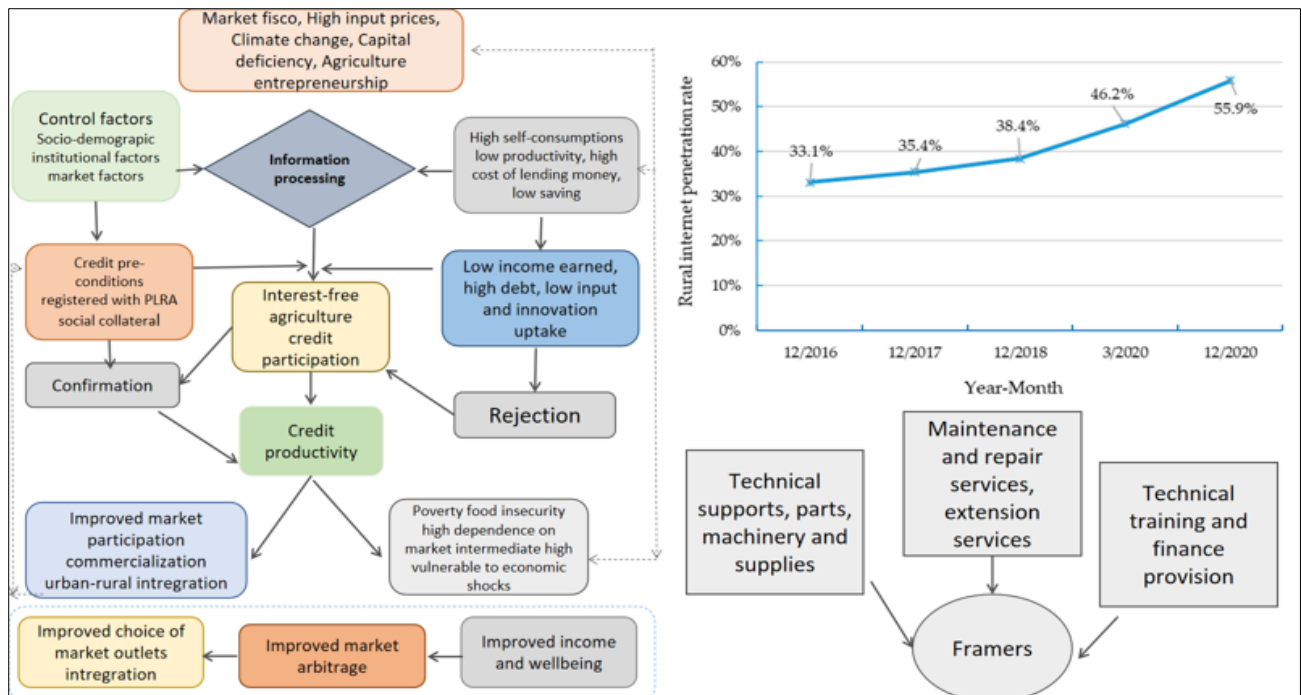 Market fisco, High input prices,
Climate change, Capital
deficiency, Agriculture
entrepreneurship
Control factors
Socio-demograpic
institutional factors
market factors
Information
processing
High self-consumptions
low productivity, high
cost of lending money,
low saving
Credit pre-
conditions
registered with PLRA
social collateral
Interest-free
agriculture
credit
participation
Low income earned,
high debt, low input
and innovation
uptake
Confirmation
Rejection
Credit
productivity
Improved market
participation
commercialization
urban-rural intregration
Poverty food insecurity
high dependence on
market intermediate high
vulnerable to economic
shocks
Improved choice of
market outlets
intregration
Improved market
arbitrage
Improved income
and wellbeing
Rural internet penetration rate
60%
50%
40%
30%
20%
10%
0%
33.1%
35.4%
38.4%
46.2%
55.9%
12/2016 12/2017 12/2018 3/2020 12/2020
Year-Month
Technical
supports, parts,
machinery and
supplies
Maintenance
and repair
services,
extension
services
Technical
training and
finance
provision
Framers